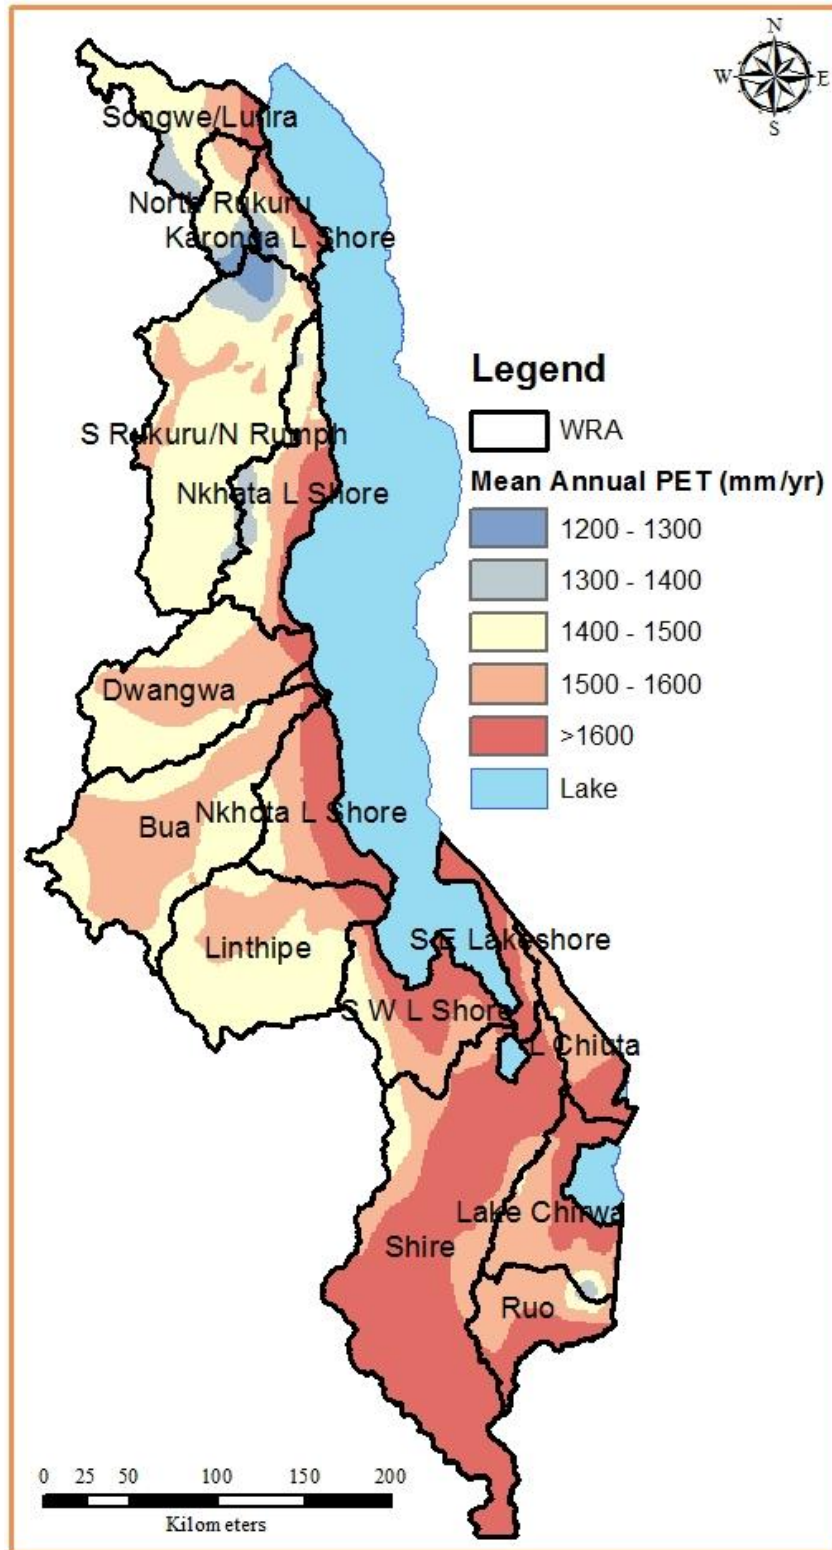 N
W E
S
Songwe/Lufira
North Rukuru
Karonga L Shore
Legend
WRA
S Rukuru/N Rumph
Mean Annual PET (mm/yr)
Nkhata L Shore
1200 - 1300
1300 - 1400
1400 - 1500
1500 - 1600
Dwangwa
>1600
Lake
Nkhota L Shore
Bua
S E Lakeshore
Linthipe
S W L Shore
L Chiuta
Lake Chirwa
Shire
Ruo
0 25 50 100 150 200
Kilometers